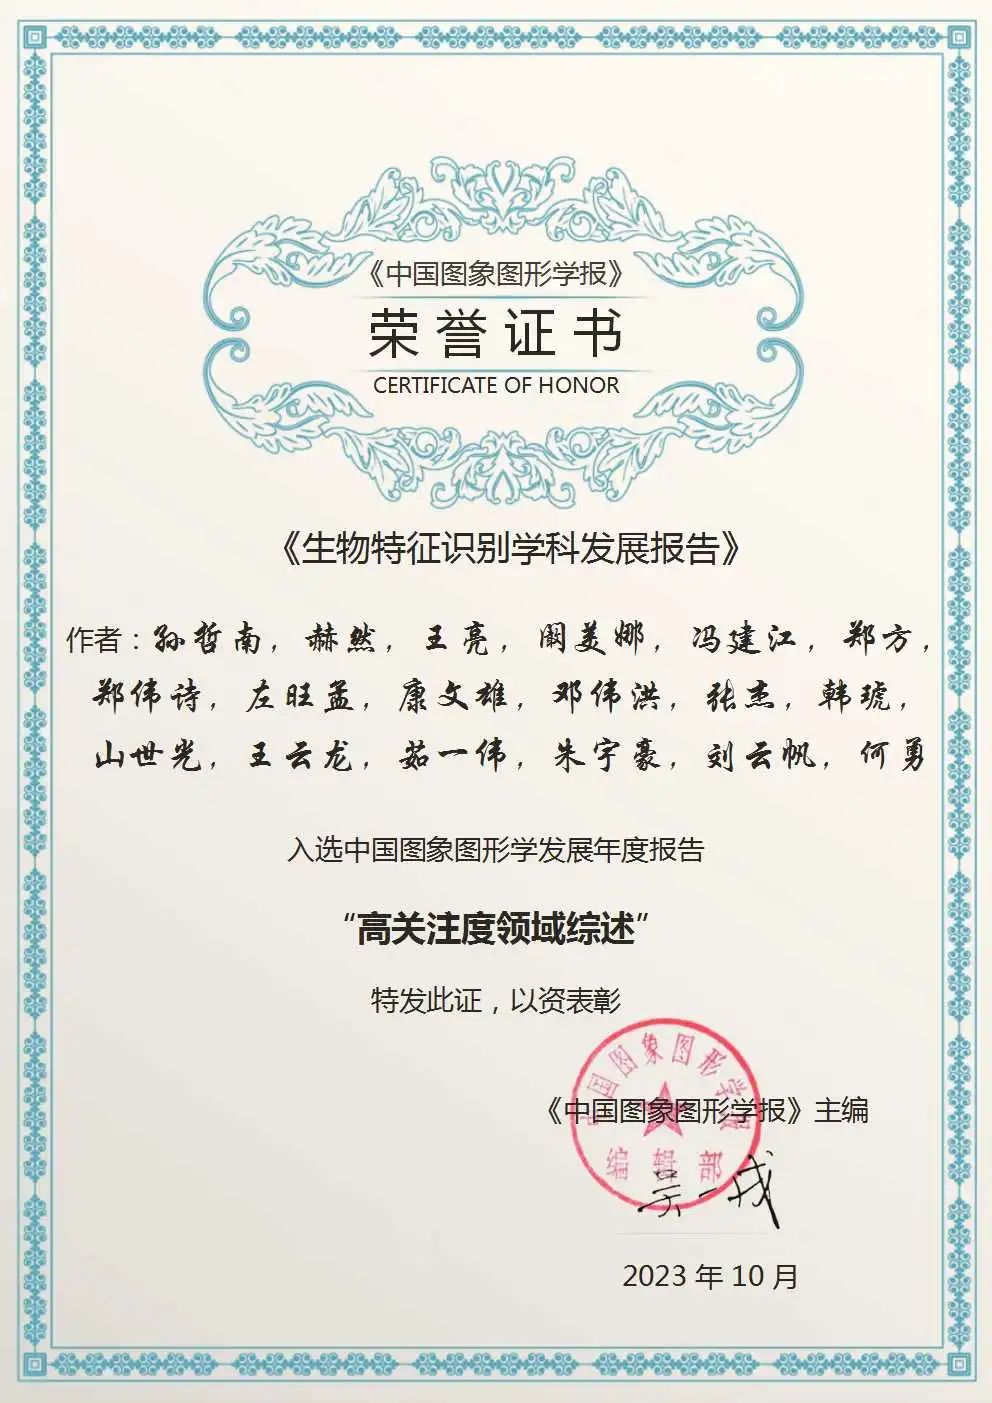 《中国图象图形学报》
荣誉证书
CERTIFICATE OF HONOR
《生物特征识别学科发展报告》
作者：孙哲南，赫然，王亮，阚美娜，冯建江，郑方，
郑伟诗，左旺孟，康文雄，邓伟洪，张杰，韩琥，
山世光，王云龙，茹一伟，朱宇豪，刘云帆，何勇
入选中国图象图形学发展年度报告
“高关注度领域综述”
特发此证，以资表彰
中国图象图形学报
《中国图象图形学报》主编
编辑部
吴一戎
2023 年 10 月